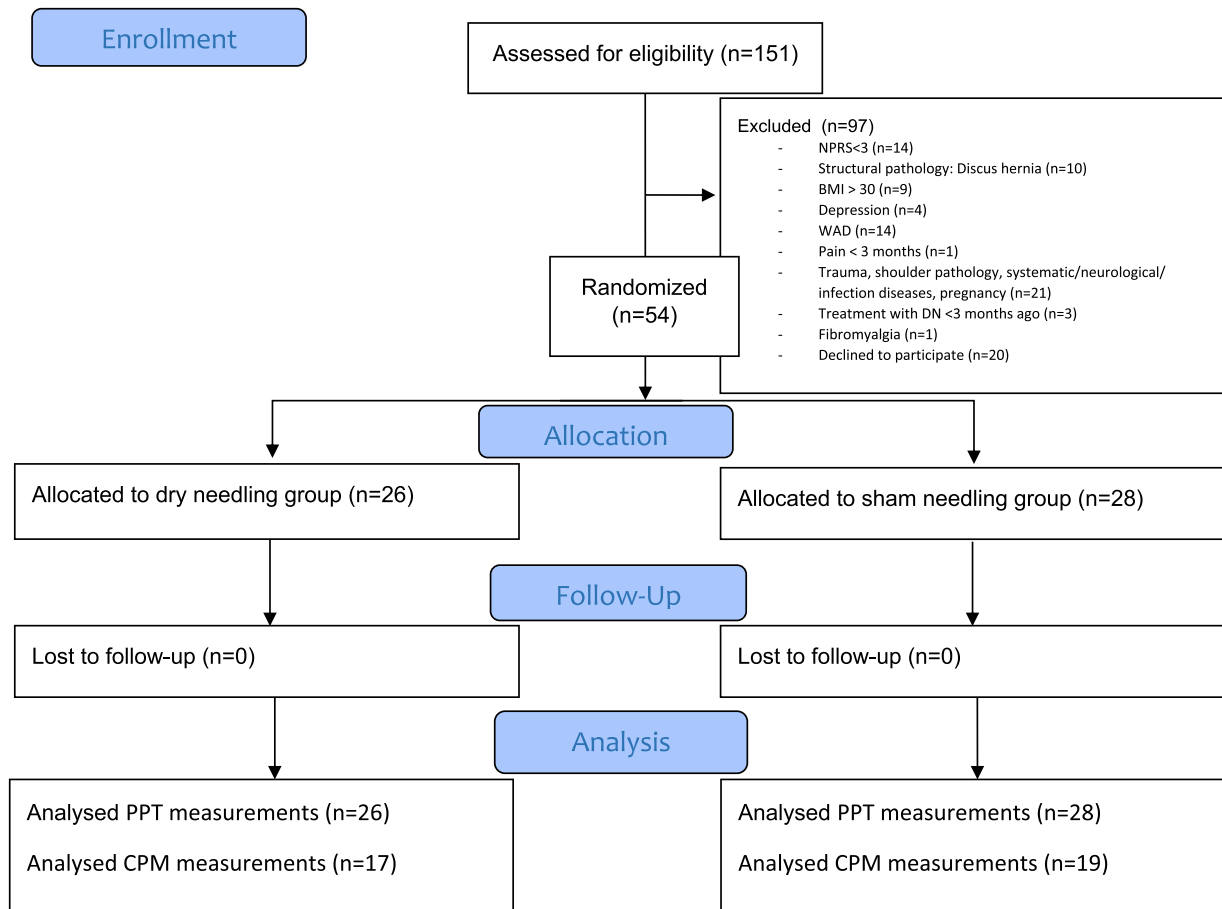 Enrollment
Assessed for eligibility (n=151)
Excluded (n=97)
- NPRS<3 (n=14)
- Structural pathology: Discus hernia (n=10)
- BMI > 30 (n=9)
- Depression (n=4)
- WAD (n=14)
- Pain < 3 months (n=1)
- Trauma, shoulder pathology, systematic/neurological/
infection diseases, pregnancy (n=21)
- Treatment with DN <3 months ago (n=3)
- Fibromyalgia (n=1)
- Declined to participate (n=20)
Randomized
(n=54)
Allocation
Allocated to dry needling group (n=26)
Allocated to sham needling group (n=28)
Follow-Up
Lost to follow-up (n=0)
Lost to follow-up (n=0)
Analysis
Analysed PPT measurements (n=26)
Analysed CPM measurements (n=17)
Analysed PPT measurements (n=28)
Analysed CPM measurements (n=19)